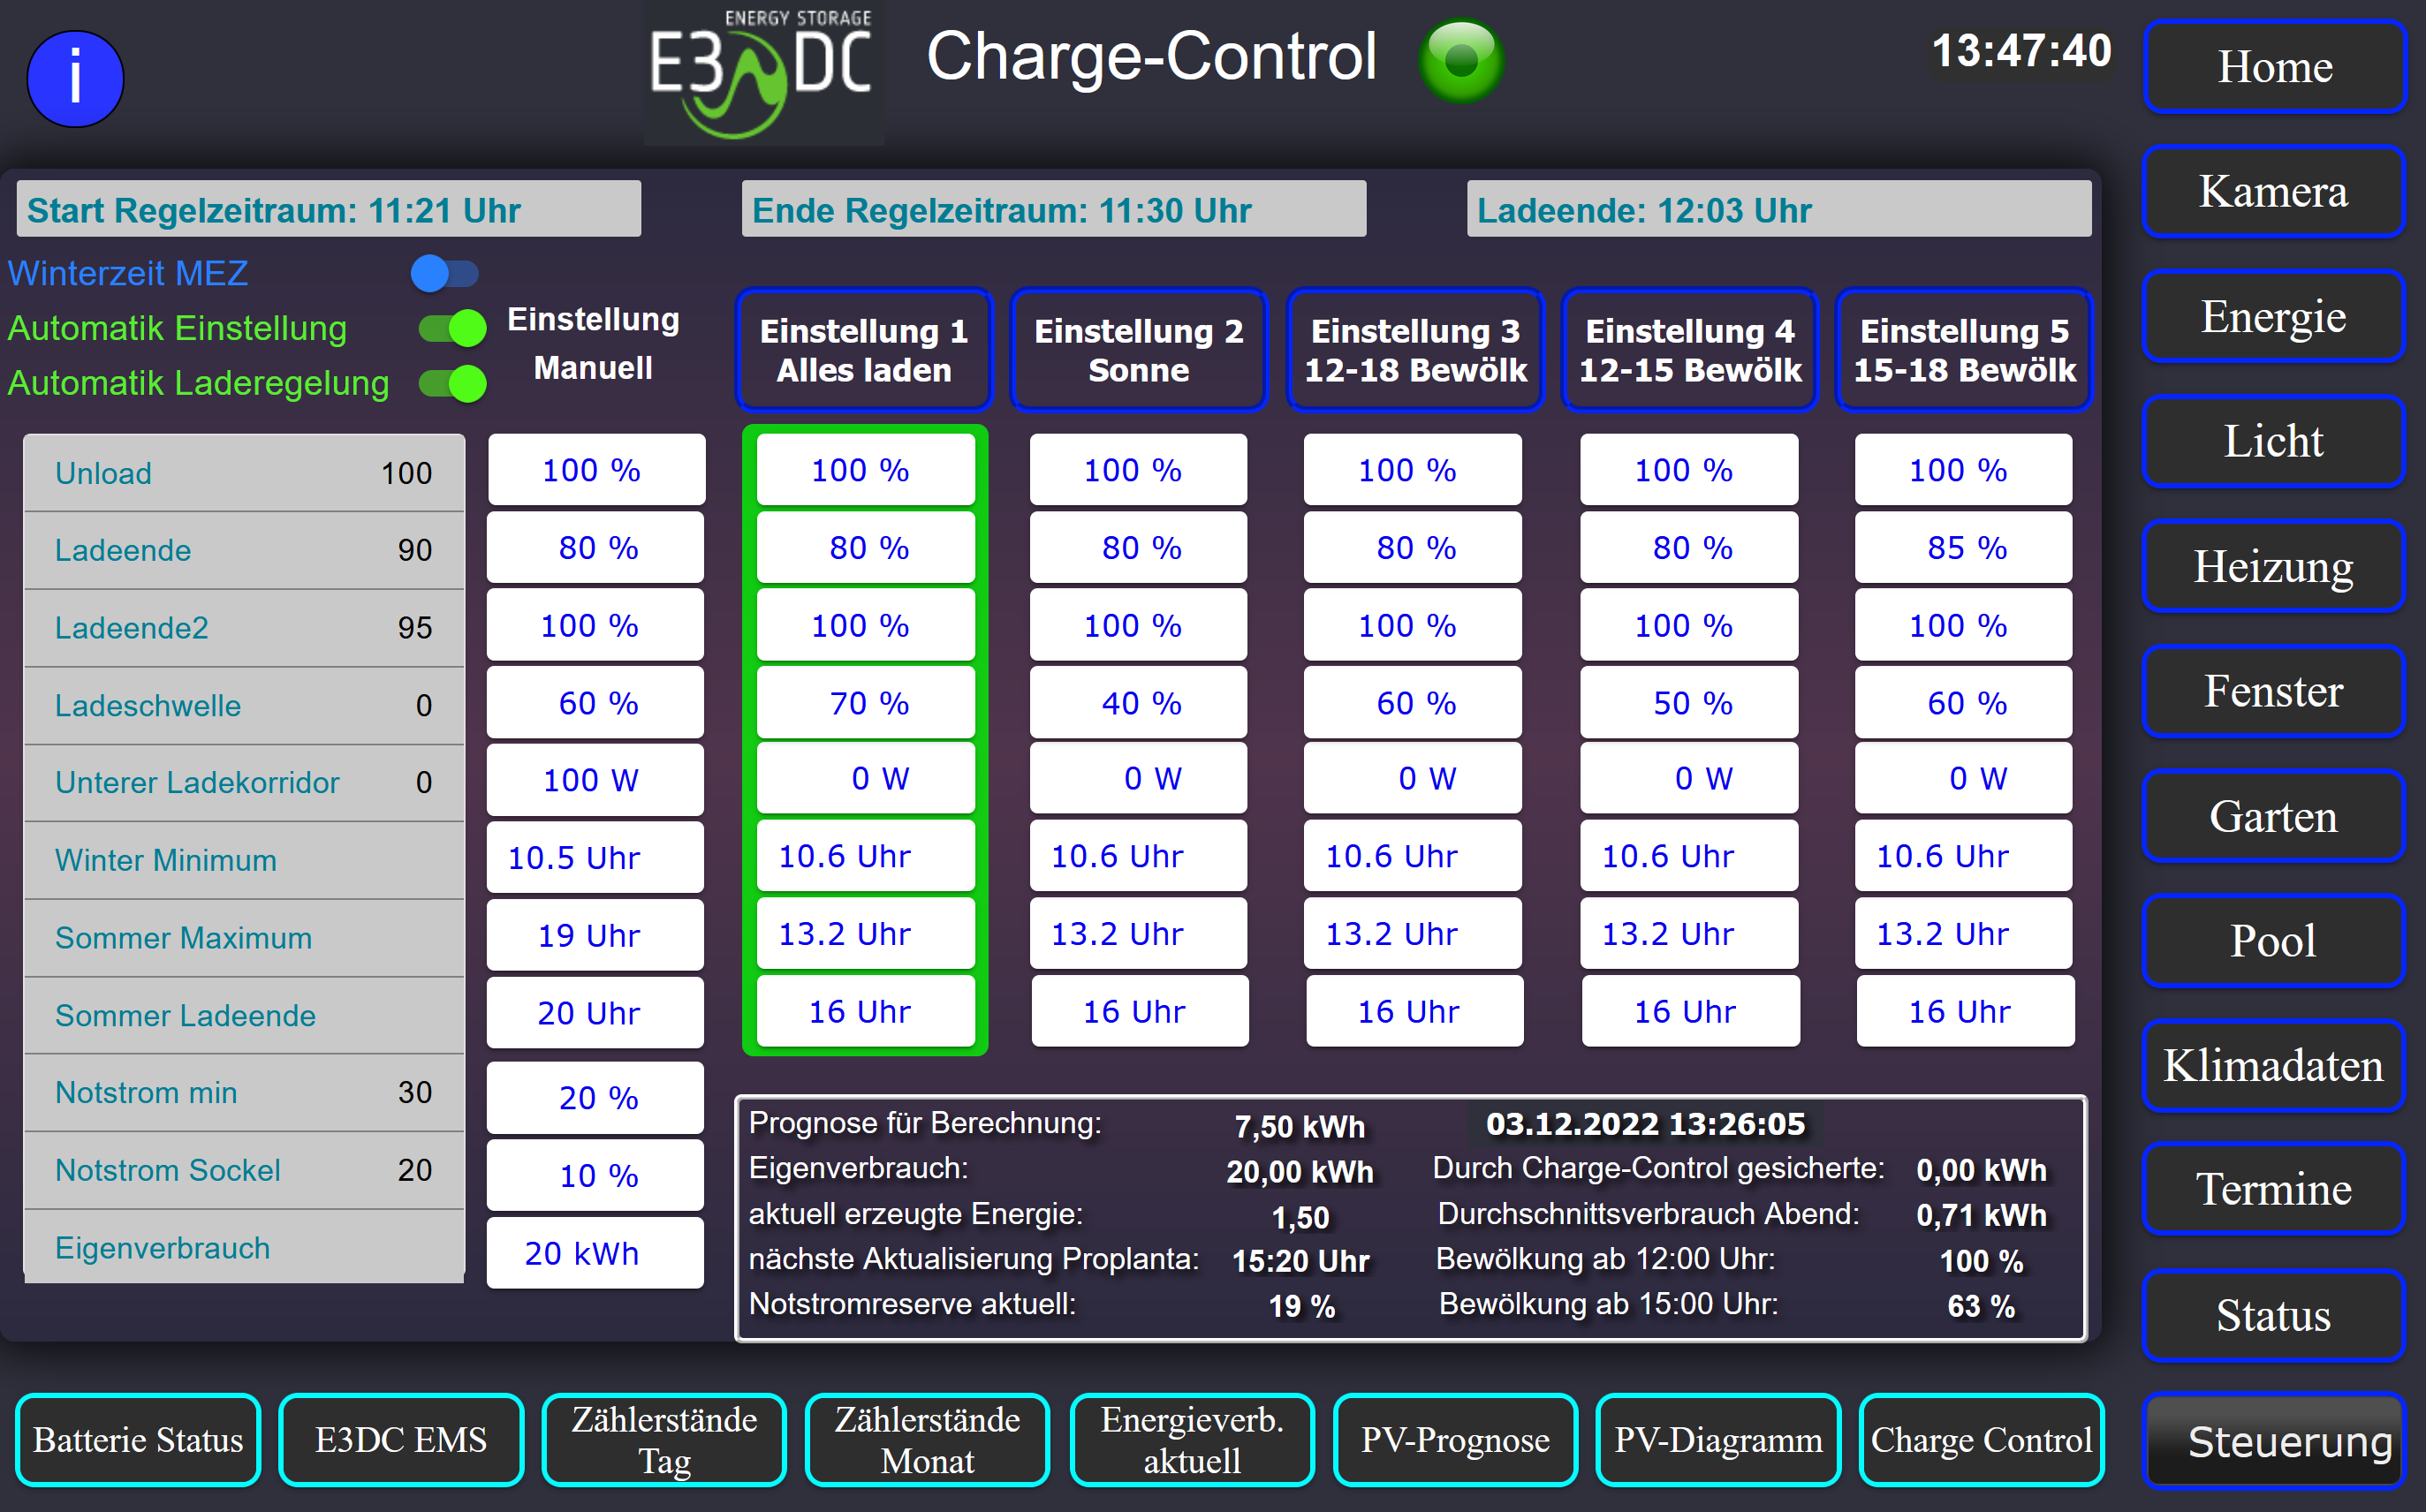 i
ENERGY STORAGE
E3 DC
Charge-Control
13:47:40
Home
Kamera
Energie
Licht
Heizung
Fenster
Garten
Pool
Klimadaten
Termine
Status
Steuerung
Start Regelzeitraum: 11:21 Uhr
Ende Regelzeitraum: 11:30 Uhr
Ladeende: 12:03 Uhr
Winterzeit MEZ
Automatik Einstellung
Automatik Laderegelung
Einstellung
Manuell
Einstellung 1
Alles laden
Einstellung 2
Sonne
Einstellung 3
12-18 Bewölk
Einstellung 4
12-15 Bewölk
Einstellung 5
15-18 Bewölk
Unload 100 100 % 100 % 100 % 100 % 100 % 100 %
Ladeende 90 80 % 80 % 80 % 80 % 80 % 85 %
Ladeende2 95 100 % 100 % 100 % 100 % 100 % 100 %
Ladeschwelle 0 60 % 70 % 40 % 60 % 50 % 60 %
Unterer Ladekorridor 0 100 W 0 W 0 W 0 W 0 W 0 W
Winter Minimum 10.5 Uhr 10.6 Uhr 10.6 Uhr 10.6 Uhr 10.6 Uhr 10.6 Uhr
Sommer Maximum 19 Uhr 13.2 Uhr 13.2 Uhr 13.2 Uhr 13.2 Uhr 13.2 Uhr
Sommer Ladeende 20 Uhr 16 Uhr 16 Uhr 16 Uhr 16 Uhr 16 Uhr
Notstrom min 30 20 %
Notstrom Sockel 20 10 %
Eigenverbrauch 20 kWh
Prognose für Berechnung: 7,50 kWh 03.12.2022 13:26:05
Eigenverbrauch: 20,00 kWh Durch Charge-Control gesicherte: 0,00 kWh
aktuell erzeugte Energie: 1,50 Durchschnittsverbrauch Abend: 0,71 kWh
nächste Aktualisierung Proplanta: 15:20 Uhr Bewölkung ab 12:00 Uhr: 100 %
Notstromreserve aktuell: 19 % Bewölkung ab 15:00 Uhr: 63 %
Batterie Status
E3DC EMS
Zählerstände
Tag
Zählerstände
Monat
Energieverb.
aktuell
PV-Prognose
PV-Diagramm
Charge Control